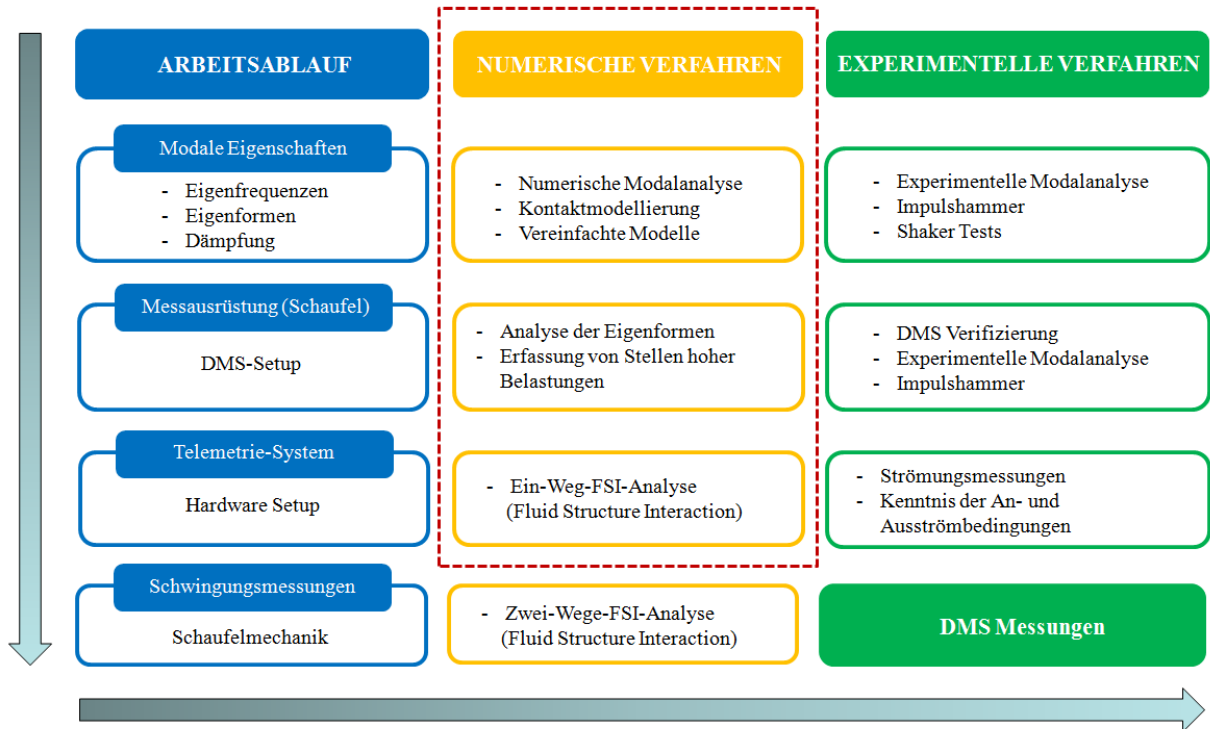 ARBEITSABLAUF
NUMERISCHE VERFAHREN
EXPERIMENTELLE VERFAHREN
Modale Eigenschaften
- Eigenfrequenzen
- Eigenformen
- Dämpfung
- Numerische Modalanalyse
- Kontaktmodellierung
- Vereinfachte Modelle
- Experimentelle Modalanalyse
- Impulshammer
- Shaker Tests
Messausrüstung (Schaufel)
DMS-Setup
- Analyse der Eigenformen
- Erfassung von Stellen hoher
Belastungen
- DMS Verifizierung
- Experimentelle Modalanalyse
- Impulshammer
Telemetrie-System
Hardware Setup
- Ein-Weg-FSI-Analyse
(Fluid Structure Interaction)
- Strömungsmessungen
- Kenntnis der An- und
Ausströmbedingungen
Schwingungsmessungen
Schaufelmechanik
- Zwei-Wege-FSI-Analyse
(Fluid Structure Interaction)
DMS Messungen